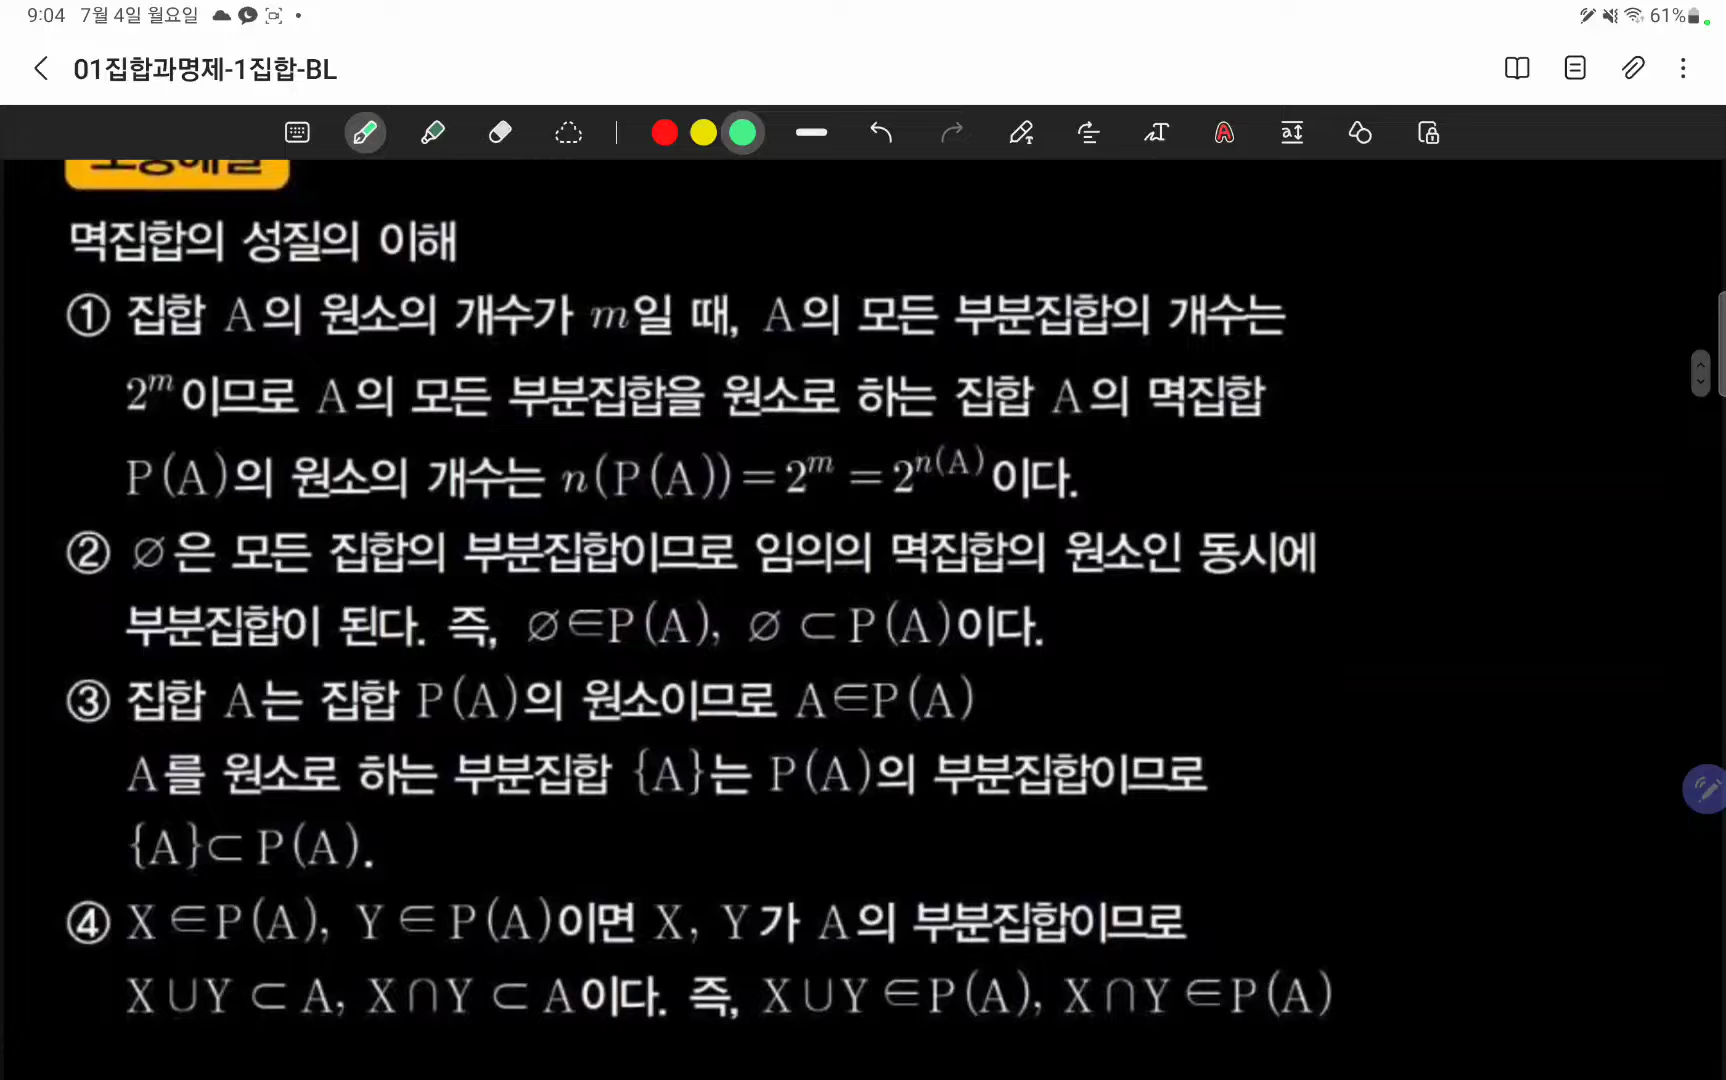 9:04 7월 4일 월요일
61%
01집합과명제-1집합-BL
멱집합의 성질의 이해
① 집합 A의 원소의 개수가 m일 때, A의 모든 부분집합의 개수는
2^m이므로 A의 모든 부분집합을 원소로 하는 집합 A의 멱집합
P(A)의 원소의 개수는 n(P(A))=2^m=2^{n(A)}이다.
② ∅은 모든 집합의 부분집합이므로 임의의 멱집합의 원소인 동시에
부분집합이 된다. 즉, ∅∈P(A), ∅⊂P(A)이다.
③ 집합 A는 집합 P(A)의 원소이므로 A∈P(A)
A를 원소로 하는 부분집합 {A}는 P(A)의 부분집합이므로
{A}⊂P(A).
④ X∈P(A), Y∈P(A)이면 X, Y가 A의 부분집합이므로
X∪Y⊂A, X∩Y⊂A이다. 즉, X∪Y∈P(A), X∩Y∈P(A)